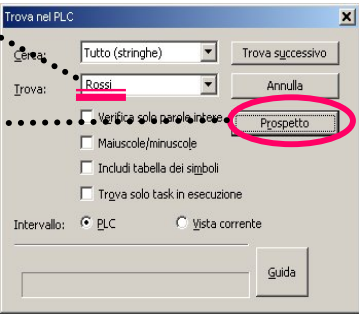 Trova nel PLC
Cerca: Tutto (stringhe) Trova successivo
Trova: Rossi Annulla
Verifica solo parole intere Prospetto
Maiuscole/minuscole
Includi tabella dei simboli
Trova solo task in esecuzione
Intervallo: PLC Vista corrente
Guida